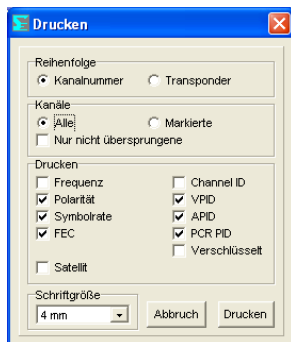 Drucken
Reihenfolge
Kanalnummer Transponder
Kanäle
Alle Markierte
Nur nicht übersprungene
Drucken
Frequenz Channel ID
Polarität VPID
Symbolrate APID
FEC PCR PID
Verschlüsselt
Satellit
Schriftgröße
4 mm Abbruch Drucken